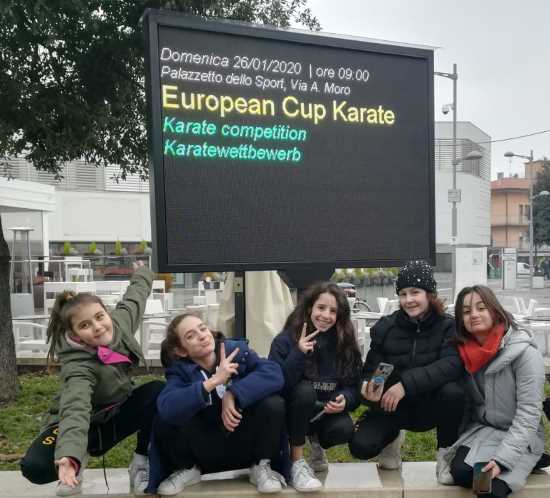 Domenica 26/01/2020 | ore 09:00
Palazzetto dello Sport, Via A. Moro
European Cup Karate
Karate competition
Karatewettbewerb